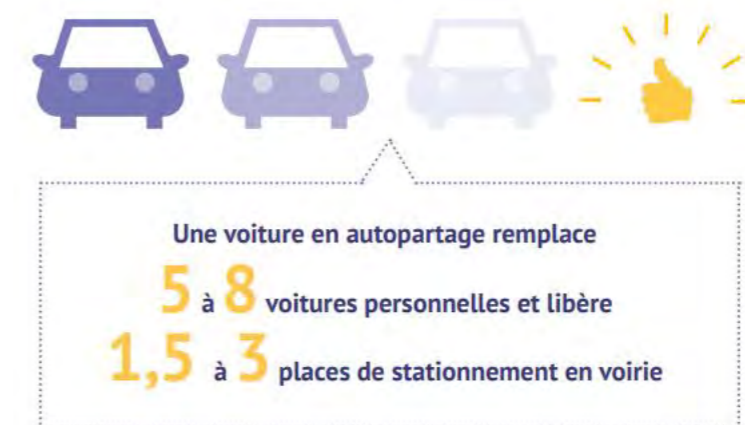 Une voiture en autopartage remplace
5 à 8 voitures personnelles et libère
1,5 à 3 places de stationnement en voirie